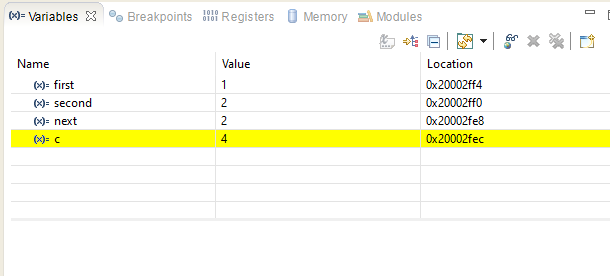 (x)= Variables Breakpoints 1010 0101 Registers Memory Modules
Name Value Location
(x)= first 1 0x20002ff4
(x)= second 2 0x20002ff0
(x)= next 2 0x20002fe8
(x)= c 4 0x20002fec